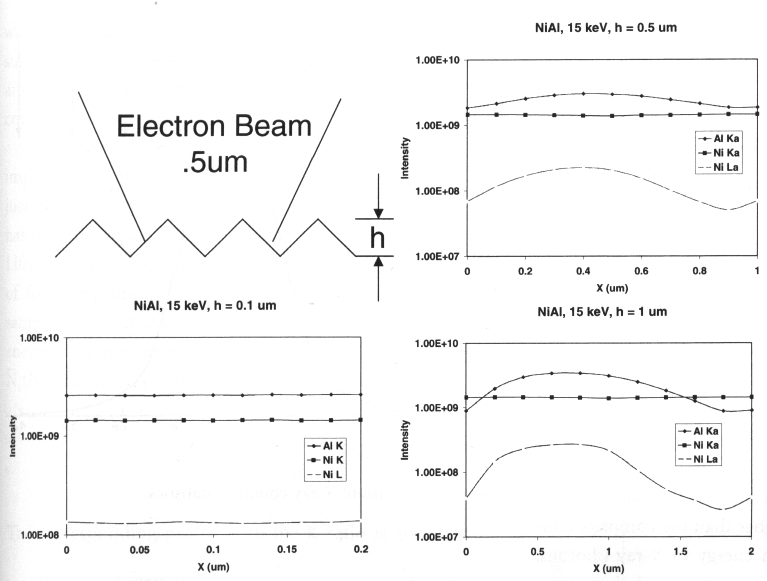 Electron Beam
.5um
h
NiAl, 15 keV, h = 0.5 um
1.00E+10
1.00E+09
1.00E+08
1.00E+07
Intensity
0 0.2 0.4 0.6 0.8 1
X (um)
Al Ka
Ni Ka
Ni La
NiAl, 15 keV, h = 0.1 um
1.00E+10
1.00E+09
1.00E+08
Intensity
0 0.05 0.1 0.15 0.2
X (um)
Al K
Ni K
Ni L
NiAl, 15 keV, h = 1 um
1.00E+10
1.00E+09
1.00E+08
1.00E+07
Intensity
0 0.5 1 1.5 2
X (um)
Al Ka
Ni Ka
Ni La